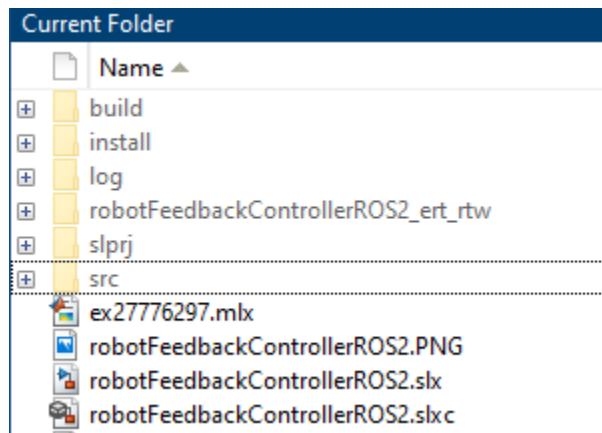 Current Folder
Name
build
install
log
robotFeedbackControllerROS2_ert_rtw
slprj
src
ex27776297.mlx
robotFeedbackControllerROS2.PNG
robotFeedbackControllerROS2.slx
robotFeedbackControllerROS2.slxc